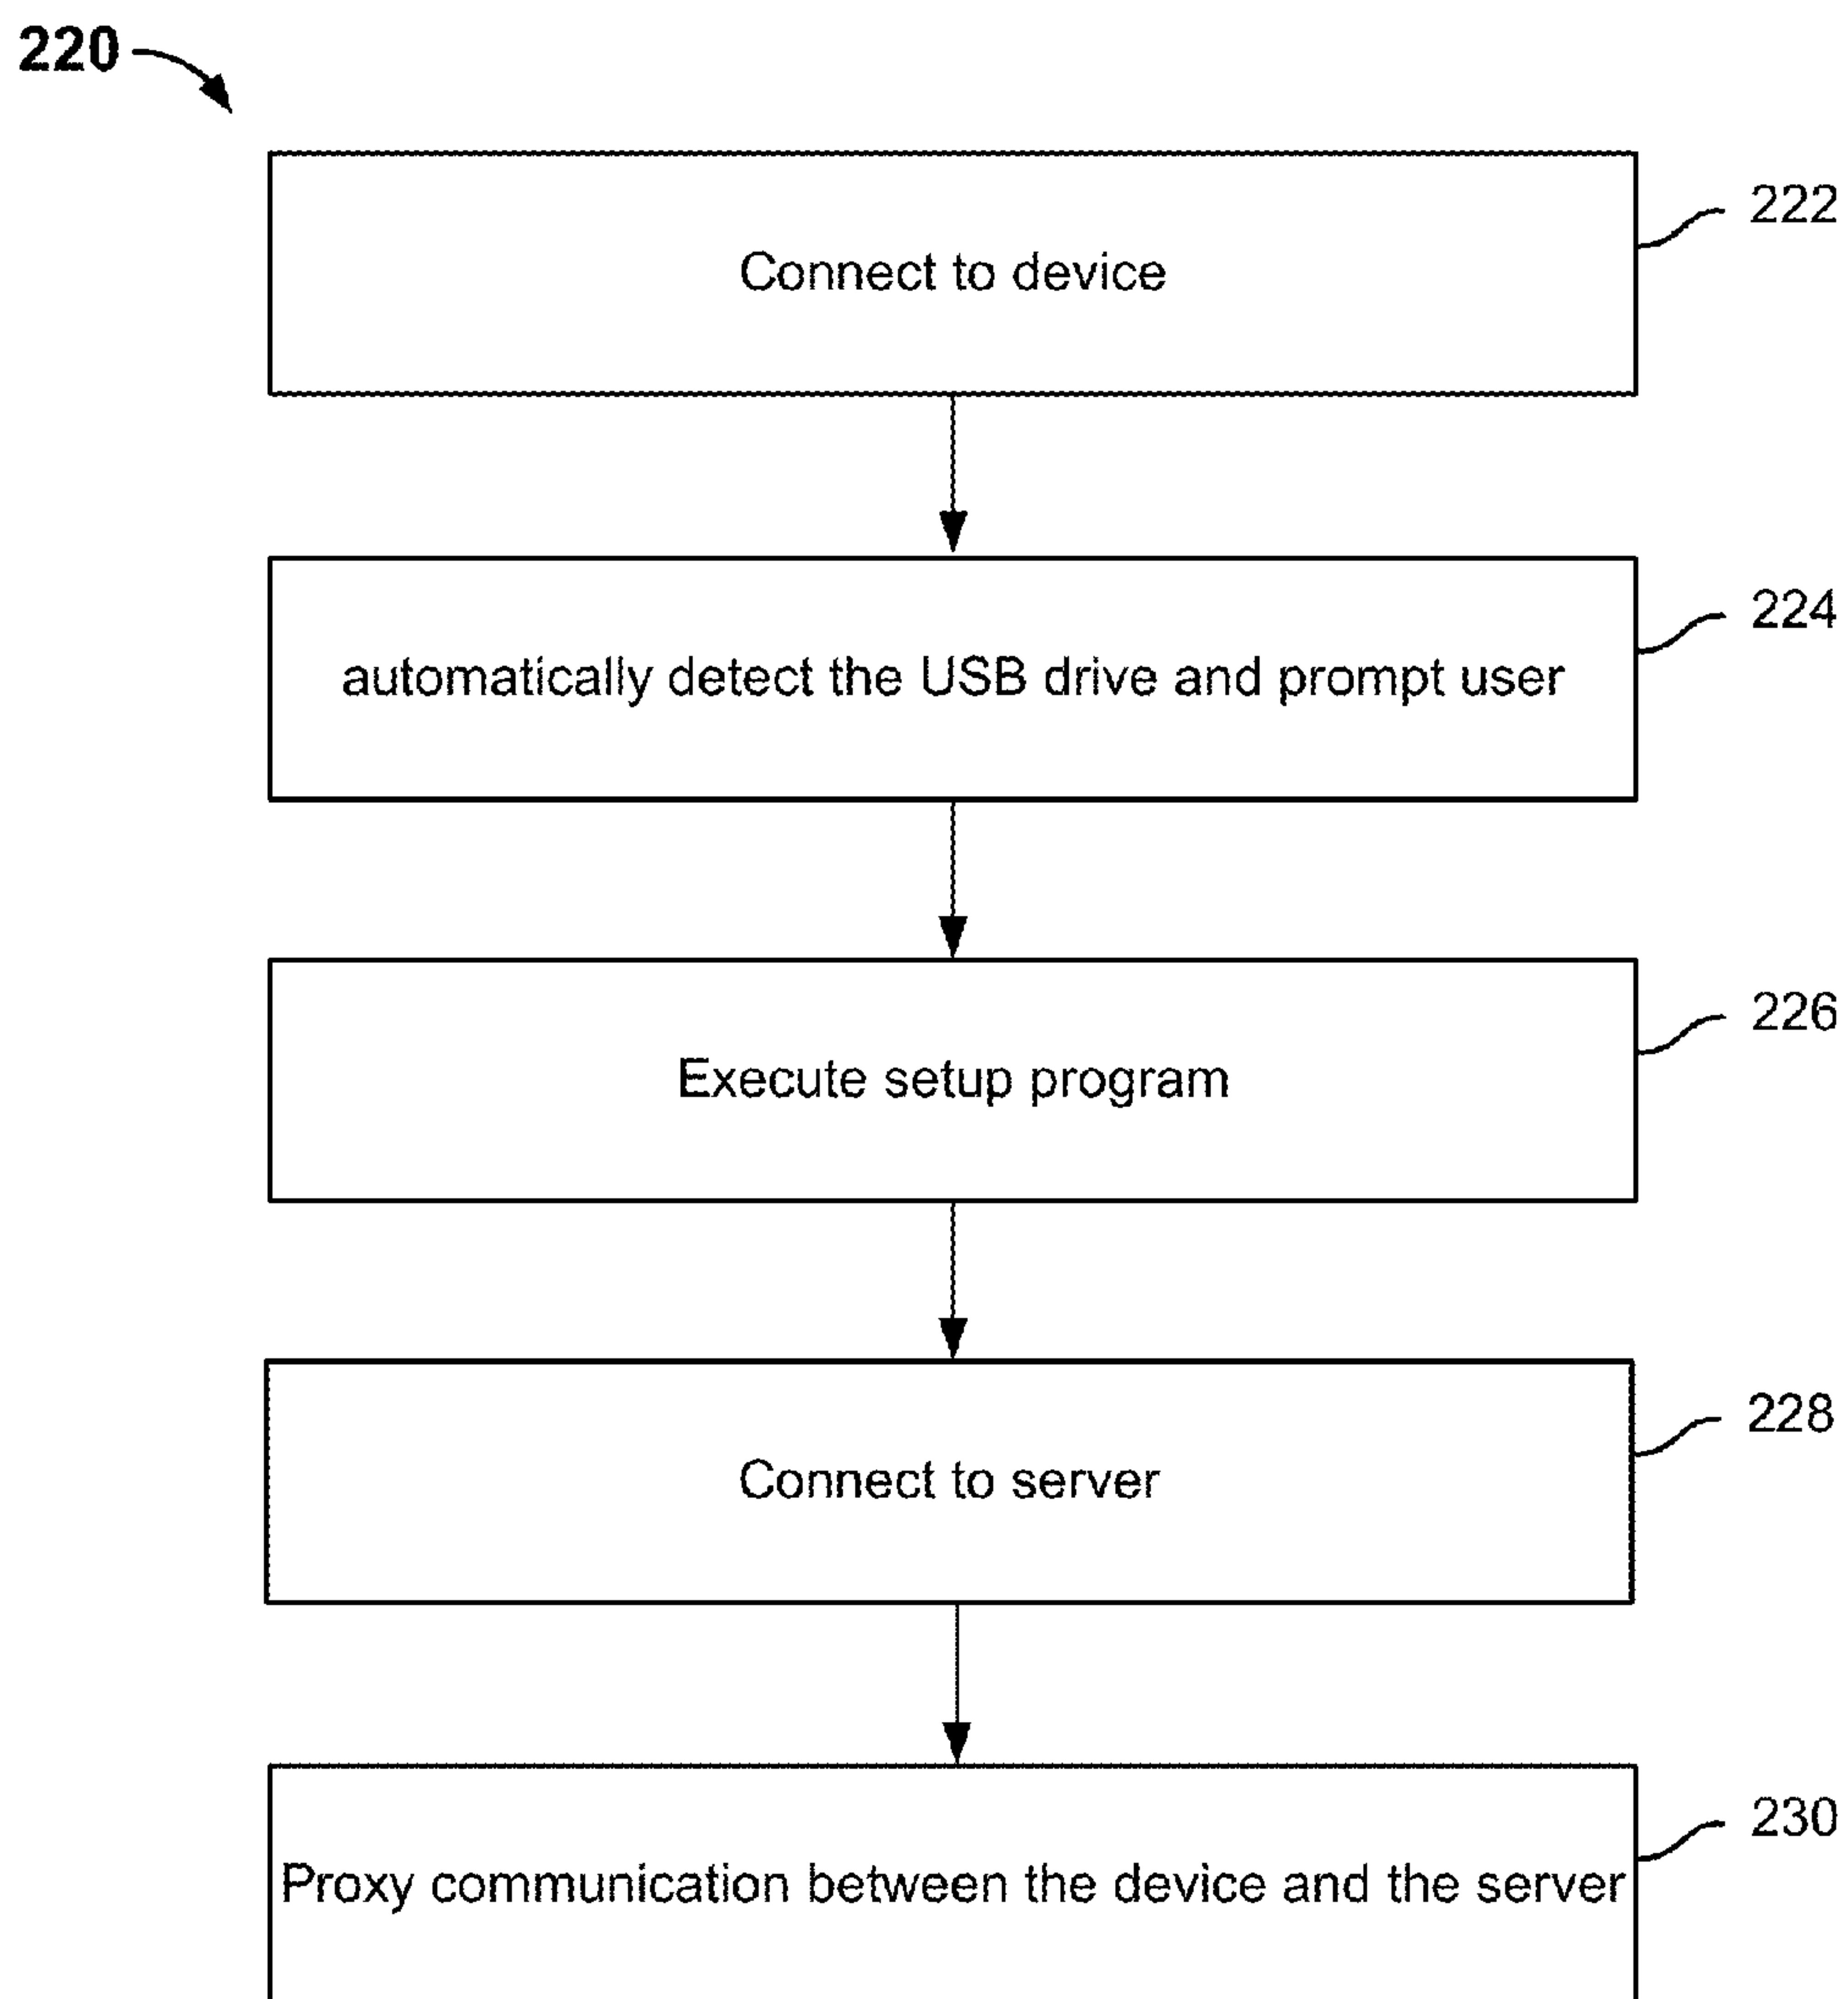 220
Connect to device
222
automatically detect the USB drive and prompt user
224
Execute setup program
226
Connect to server
228
Proxy communication between the device and the server
230